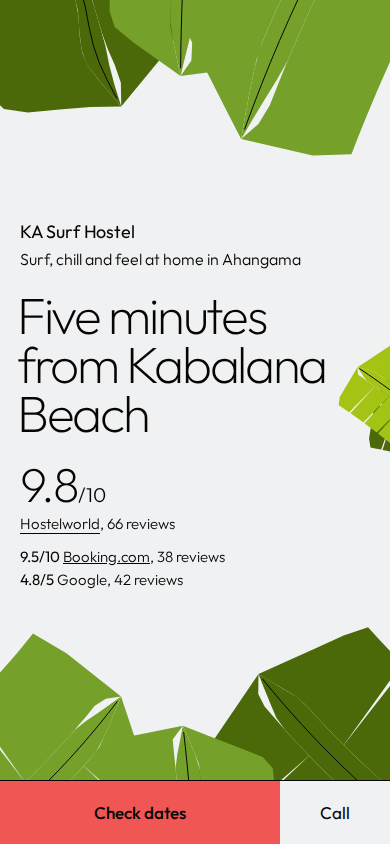 KA Surf Hostel
Surf, chill and feel at home in Ahangama
Five minutes
from Kabalana
Beach
9.8/10
Hostelworld, 66 reviews
9.5/10 Booking.com, 38 reviews
4.8/5 Google, 42 reviews
Check dates
Call